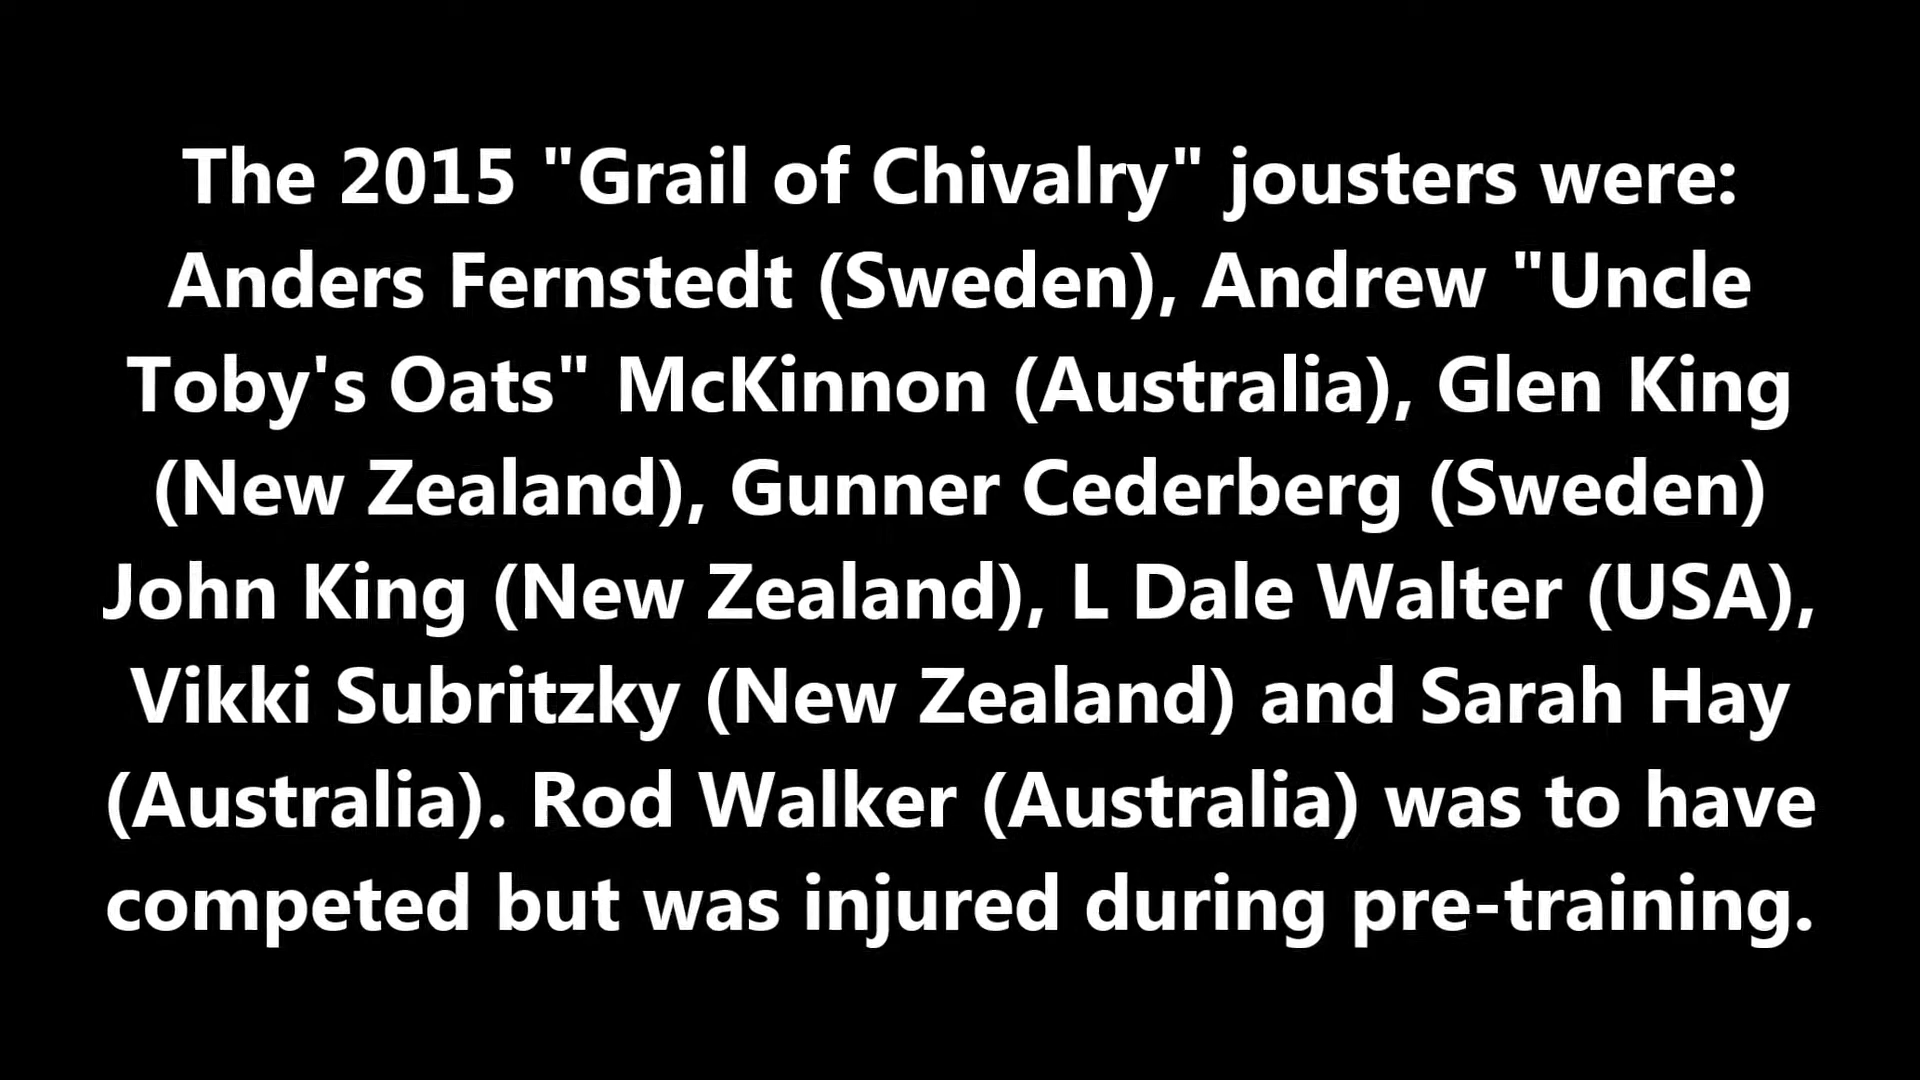 The 2015 "Grail of Chivalry" jousters were:
Anders Fernstedt (Sweden), Andrew "Uncle
Toby's Oats" McKinnon (Australia), Glen King
(New Zealand), Gunner Cederberg (Sweden)
John King (New Zealand), L Dale Walter (USA),
Vikki Subritzky (New Zealand) and Sarah Hay
(Australia). Rod Walker (Australia) was to have
competed but was injured during pre-training.